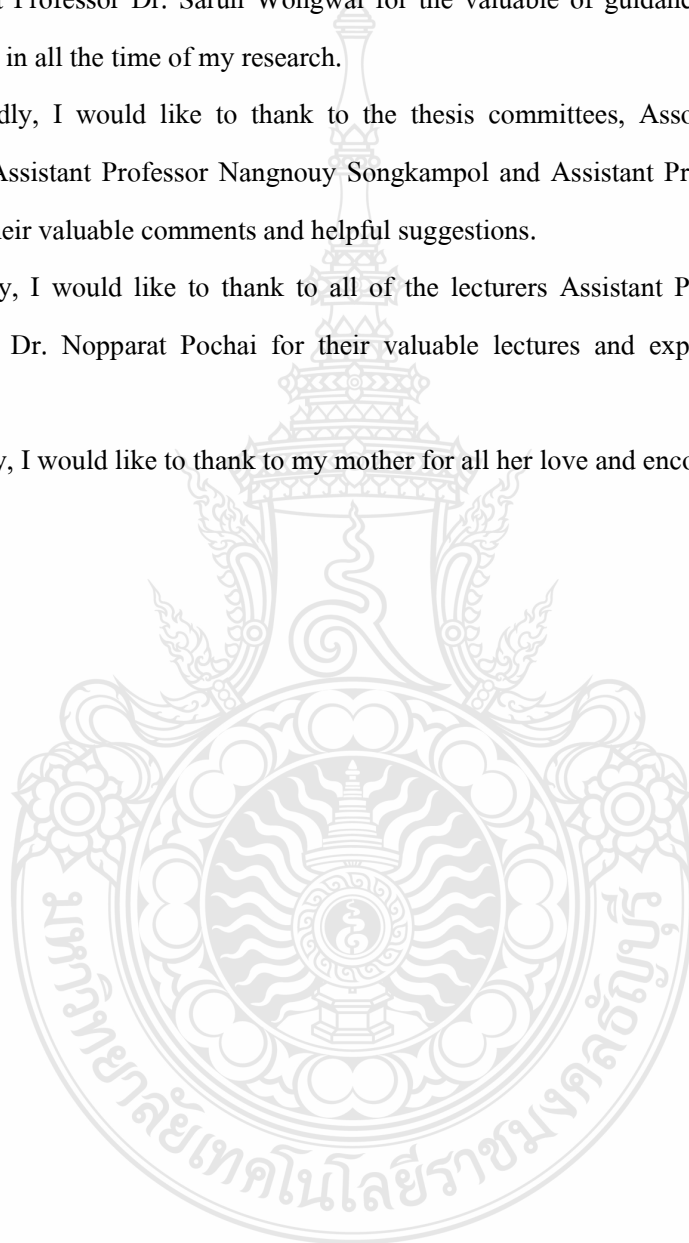 Professor Dr. Sarun Wongwai for the valuable of guidanc
in all the time of my research.
dly, I would like to thank to the thesis committees, Asso
Assistant Professor Nangnouy Songkampol and Assistant Pr
eir valuable comments and helpful suggestions.
y, I would like to thank to all of the lecturers Assistant P
Dr. Nopparat Pochai for their valuable lectures and exp
y, I would like to thank to my mother for all her love and enco
มหาวิทยาลัยเทคโนโลยีราชมงคลธัญบุรี